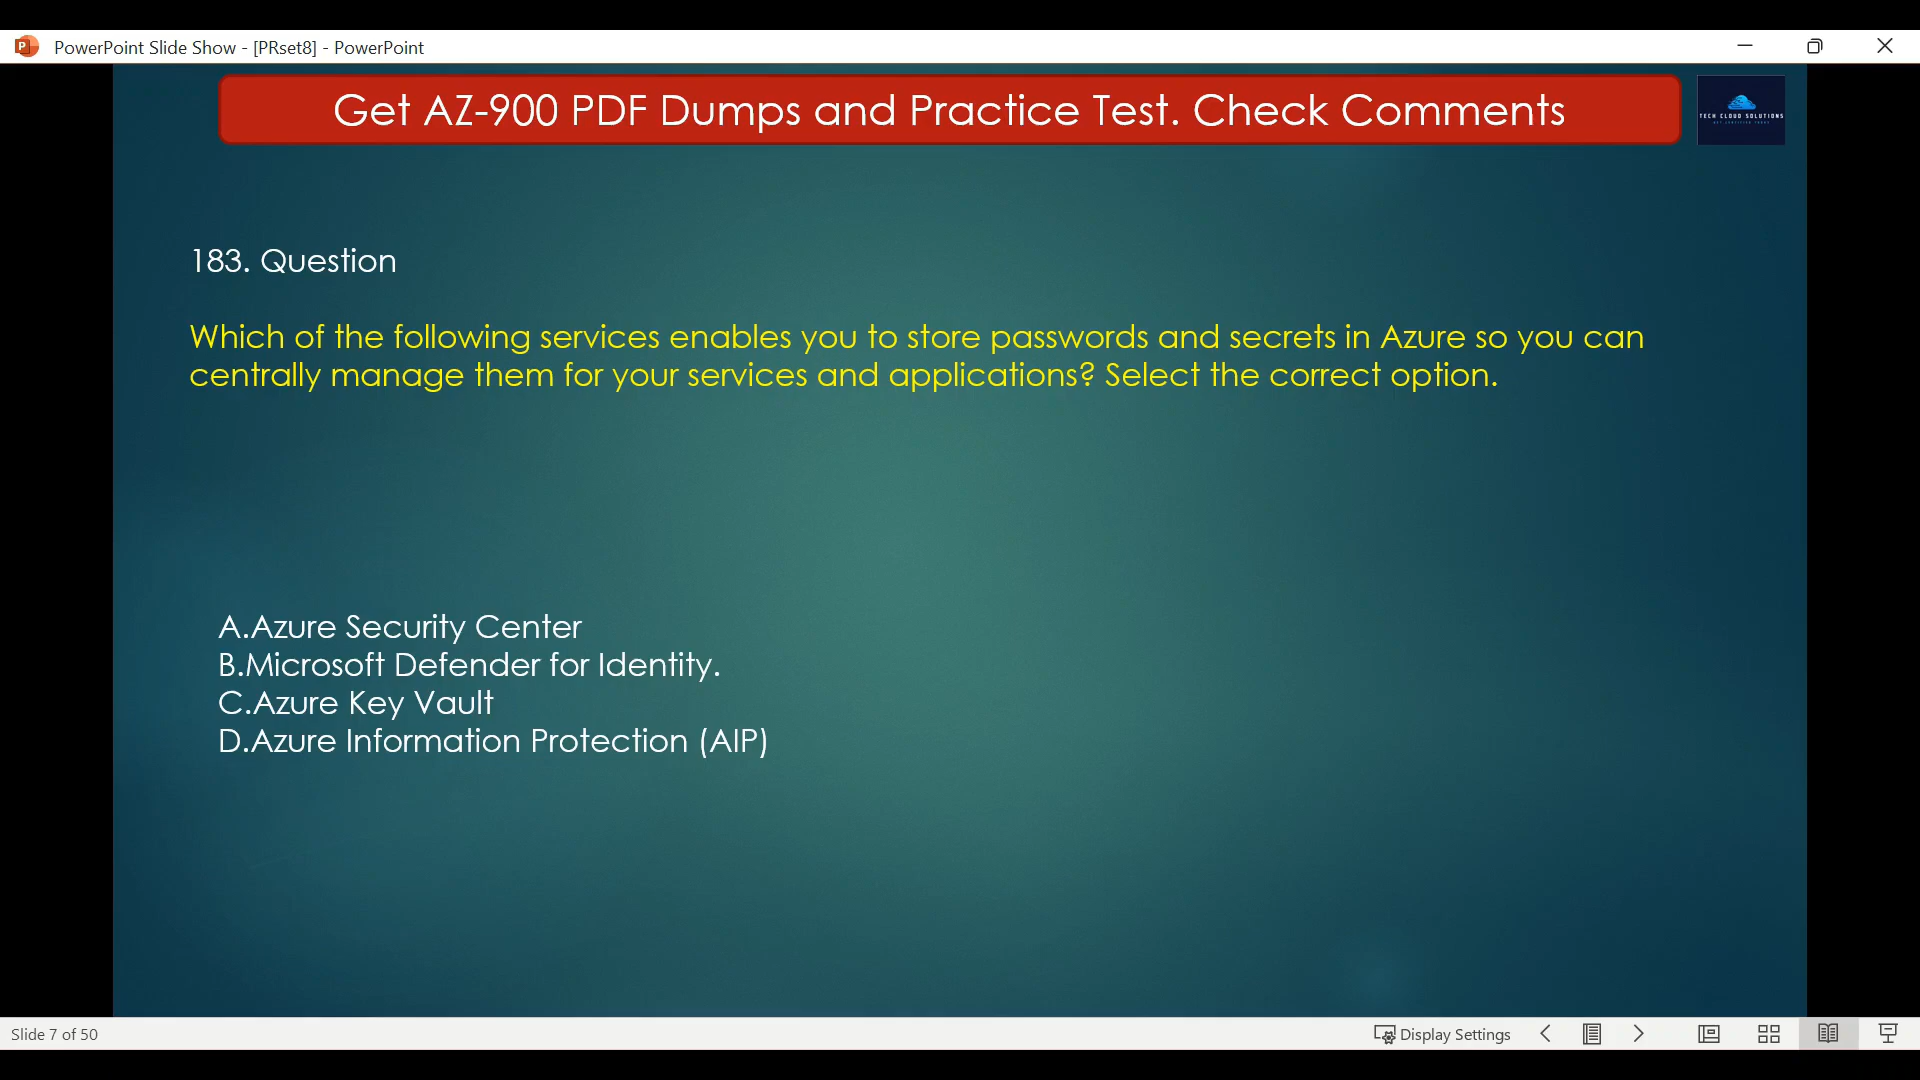 PowerPoint Slide Show - [PRset8] - PowerPoint
Get AZ-900 PDF Dumps and Practice Test. Check Comments
TECH CLOUD SOLUTIONS
183. Question
Which of the following services enables you to store passwords and secrets in Azure so you can
centrally manage them for your services and applications? Select the correct option.
A.Azure Security Center
B.Microsoft Defender for Identity.
C.Azure Key Vault
D.Azure Information Protection (AIP)
Slide 7 of 50
Display Settings